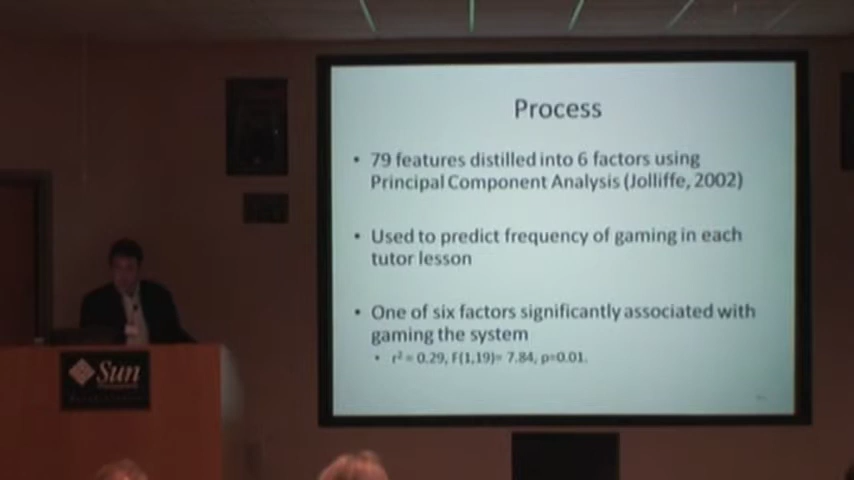 Process
• 79 features distilled into 6 factors using
Principal Component Analysis (Jolliffe, 2002)
• Used to predict frequency of gaming in each
tutor lesson
• One of six factors significantly associated with
gaming the system
• r² = 0.29, F(1,19)= 7.84, p=0.01.
Sun